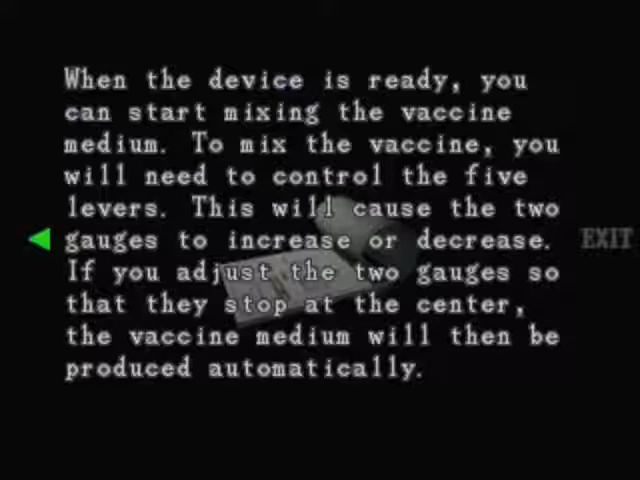 When the device is ready, you
can start mixing the vaccine
medium. To mix the vaccine, you
will need to control the five
levers. This will cause the two
gauges to increase or decrease.
EXIT
If you adjust the two gauges so
that they stop at the center,
the vaccine medium will then be
produced automatically.